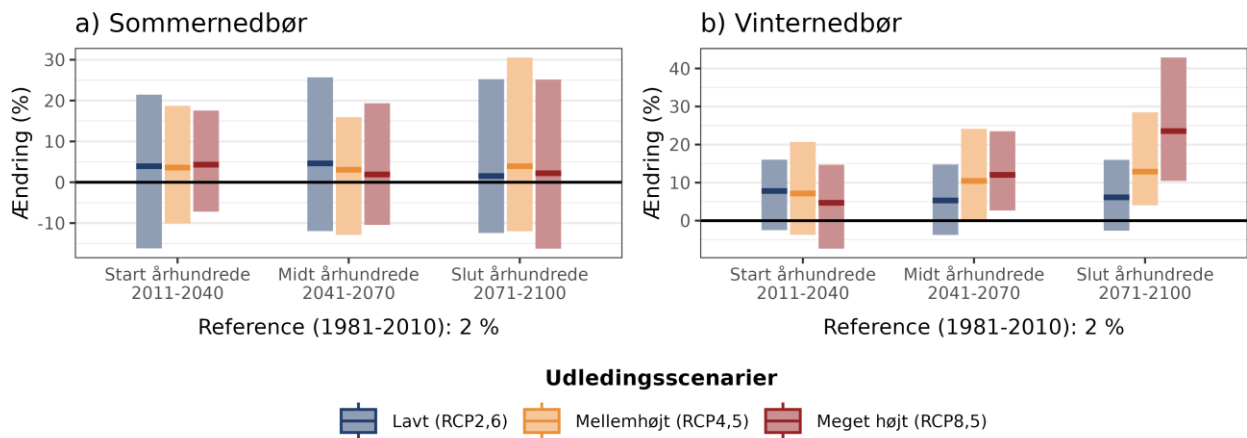 a) Sommernedbør
Ændring (%)
30
20
10
0
-10
Start århundrede
2011-2040
Midt århundrede
2041-2070
Slut århundrede
2071-2100
Reference (1981-2010): 2 %
b) Vinternedbør
Ændring (%)
40
30
20
10
0
Start århundrede
2011-2040
Midt århundrede
2041-2070
Slut århundrede
2071-2100
Reference (1981-2010): 2 %
Udledingsscenarier
Lavt (RCP2,6)
Mellemhøjt (RCP4,5)
Meget højt (RCP8,5)